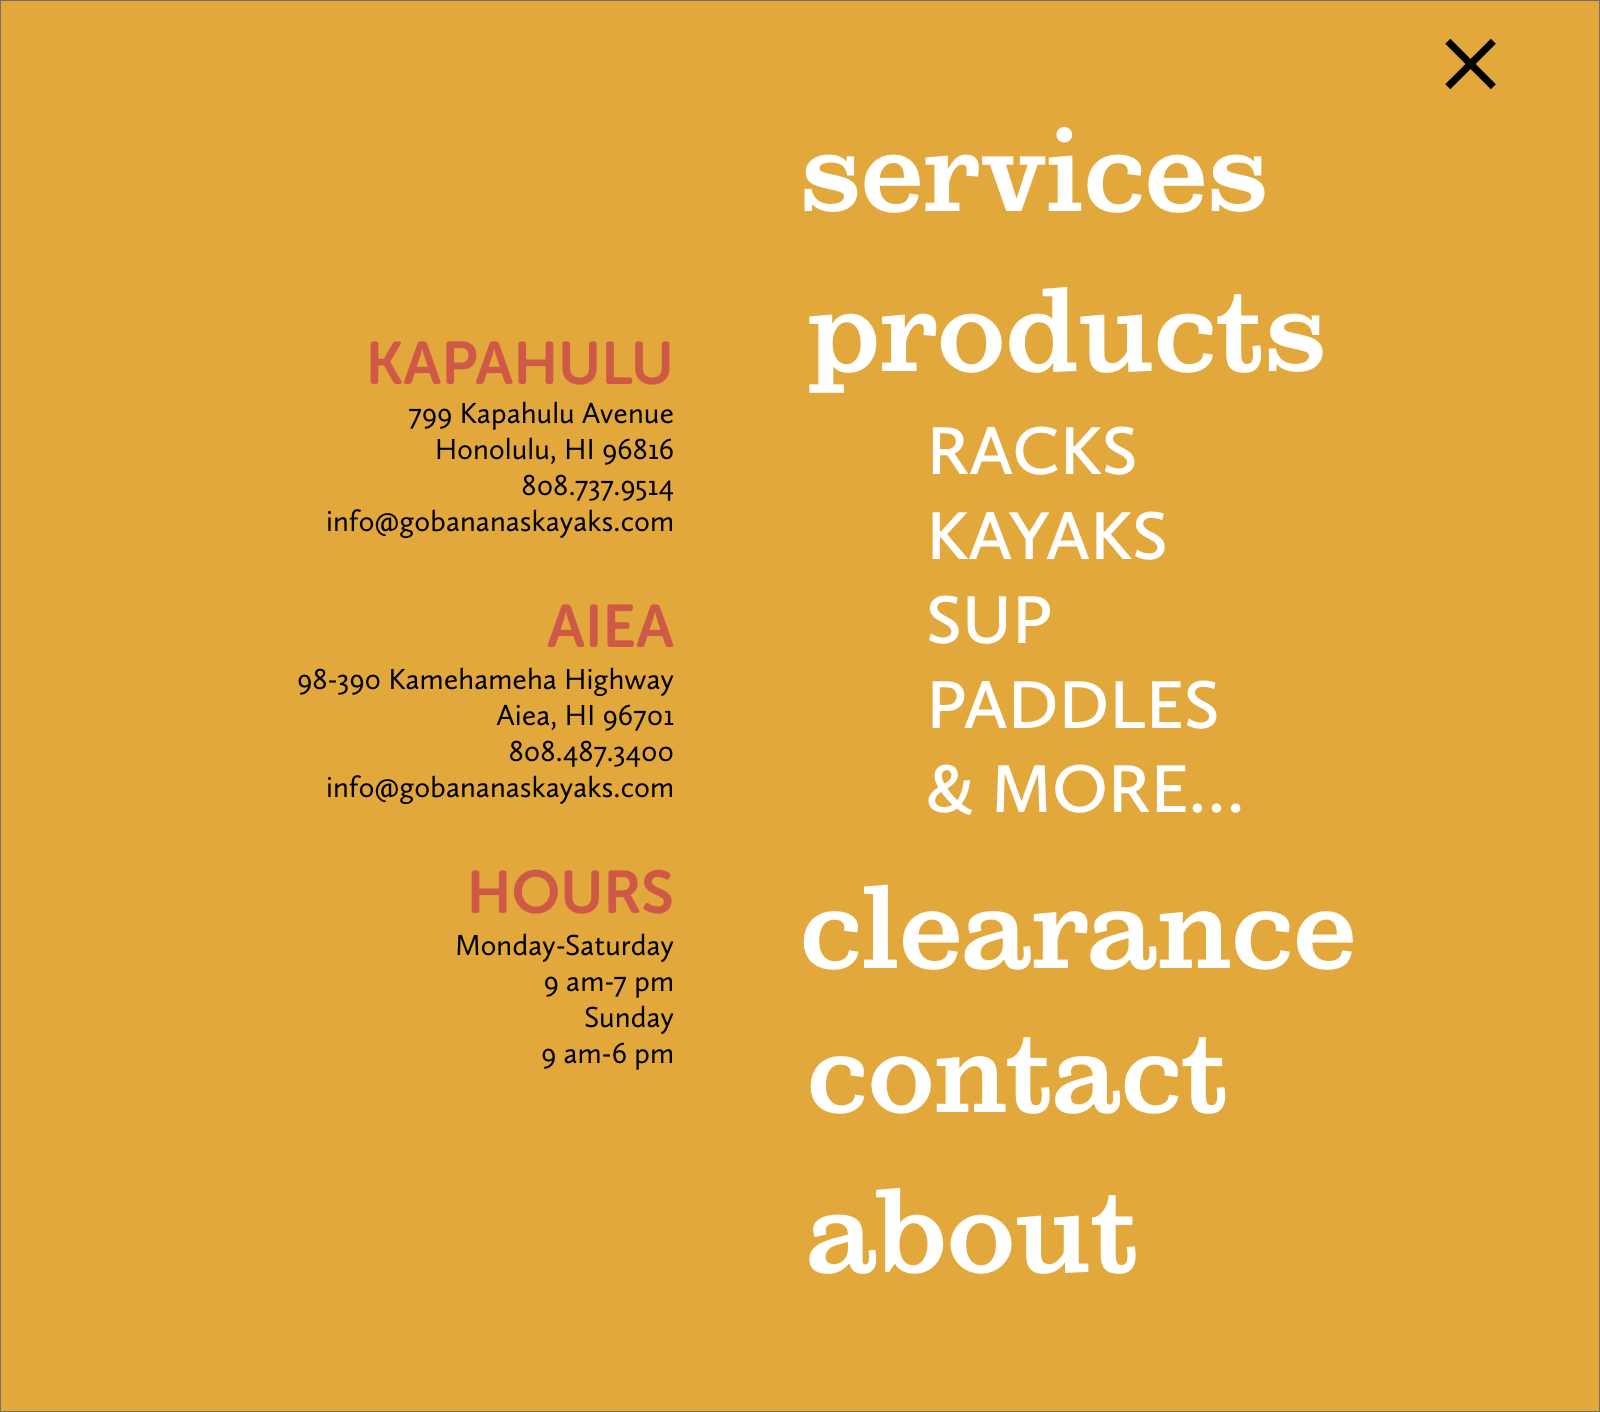 services
products
RACKS
KAYAKS
SUP
PADDLES
& MORE...
clearance
contact
about
KAPAHULU
799 Kapahulu Avenue
Honolulu, HI 96816
808.737.9514
info@gobananaskayaks.com
AIEA
98-390 Kamehameha Highway
Aiea, HI 96701
808.487.3400
info@gobananaskayaks.com
HOURS
Monday-Saturday
9 am-7 pm
Sunday
9 am-6 pm